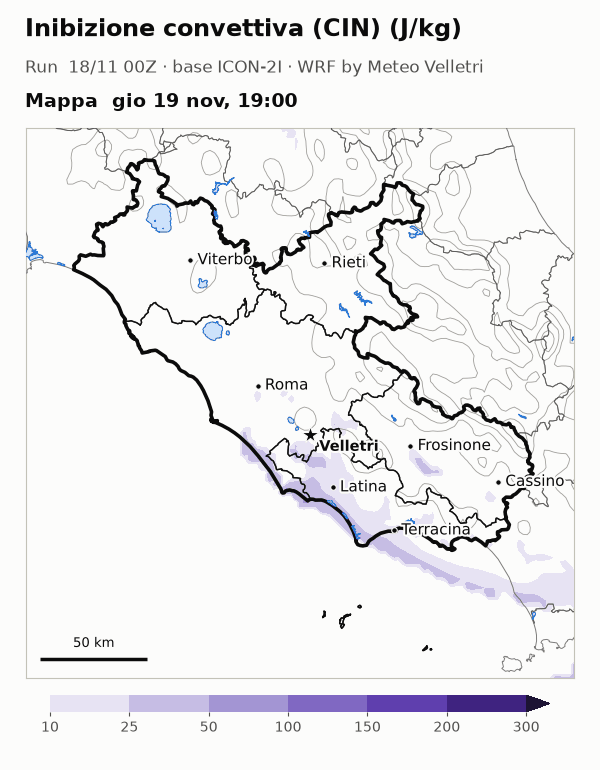 Inibizione convettiva (CIN) (J/kg)
Run  18/11 00Z · base ICON-2I · WRF by Meteo Velletri
Mappa  gio 19 nov, 19:00
Viterbo
Rieti
Roma
Velletri
Frosinone
Latina
Cassino
Terracina
50 km
10 25 50 100 150 200 300